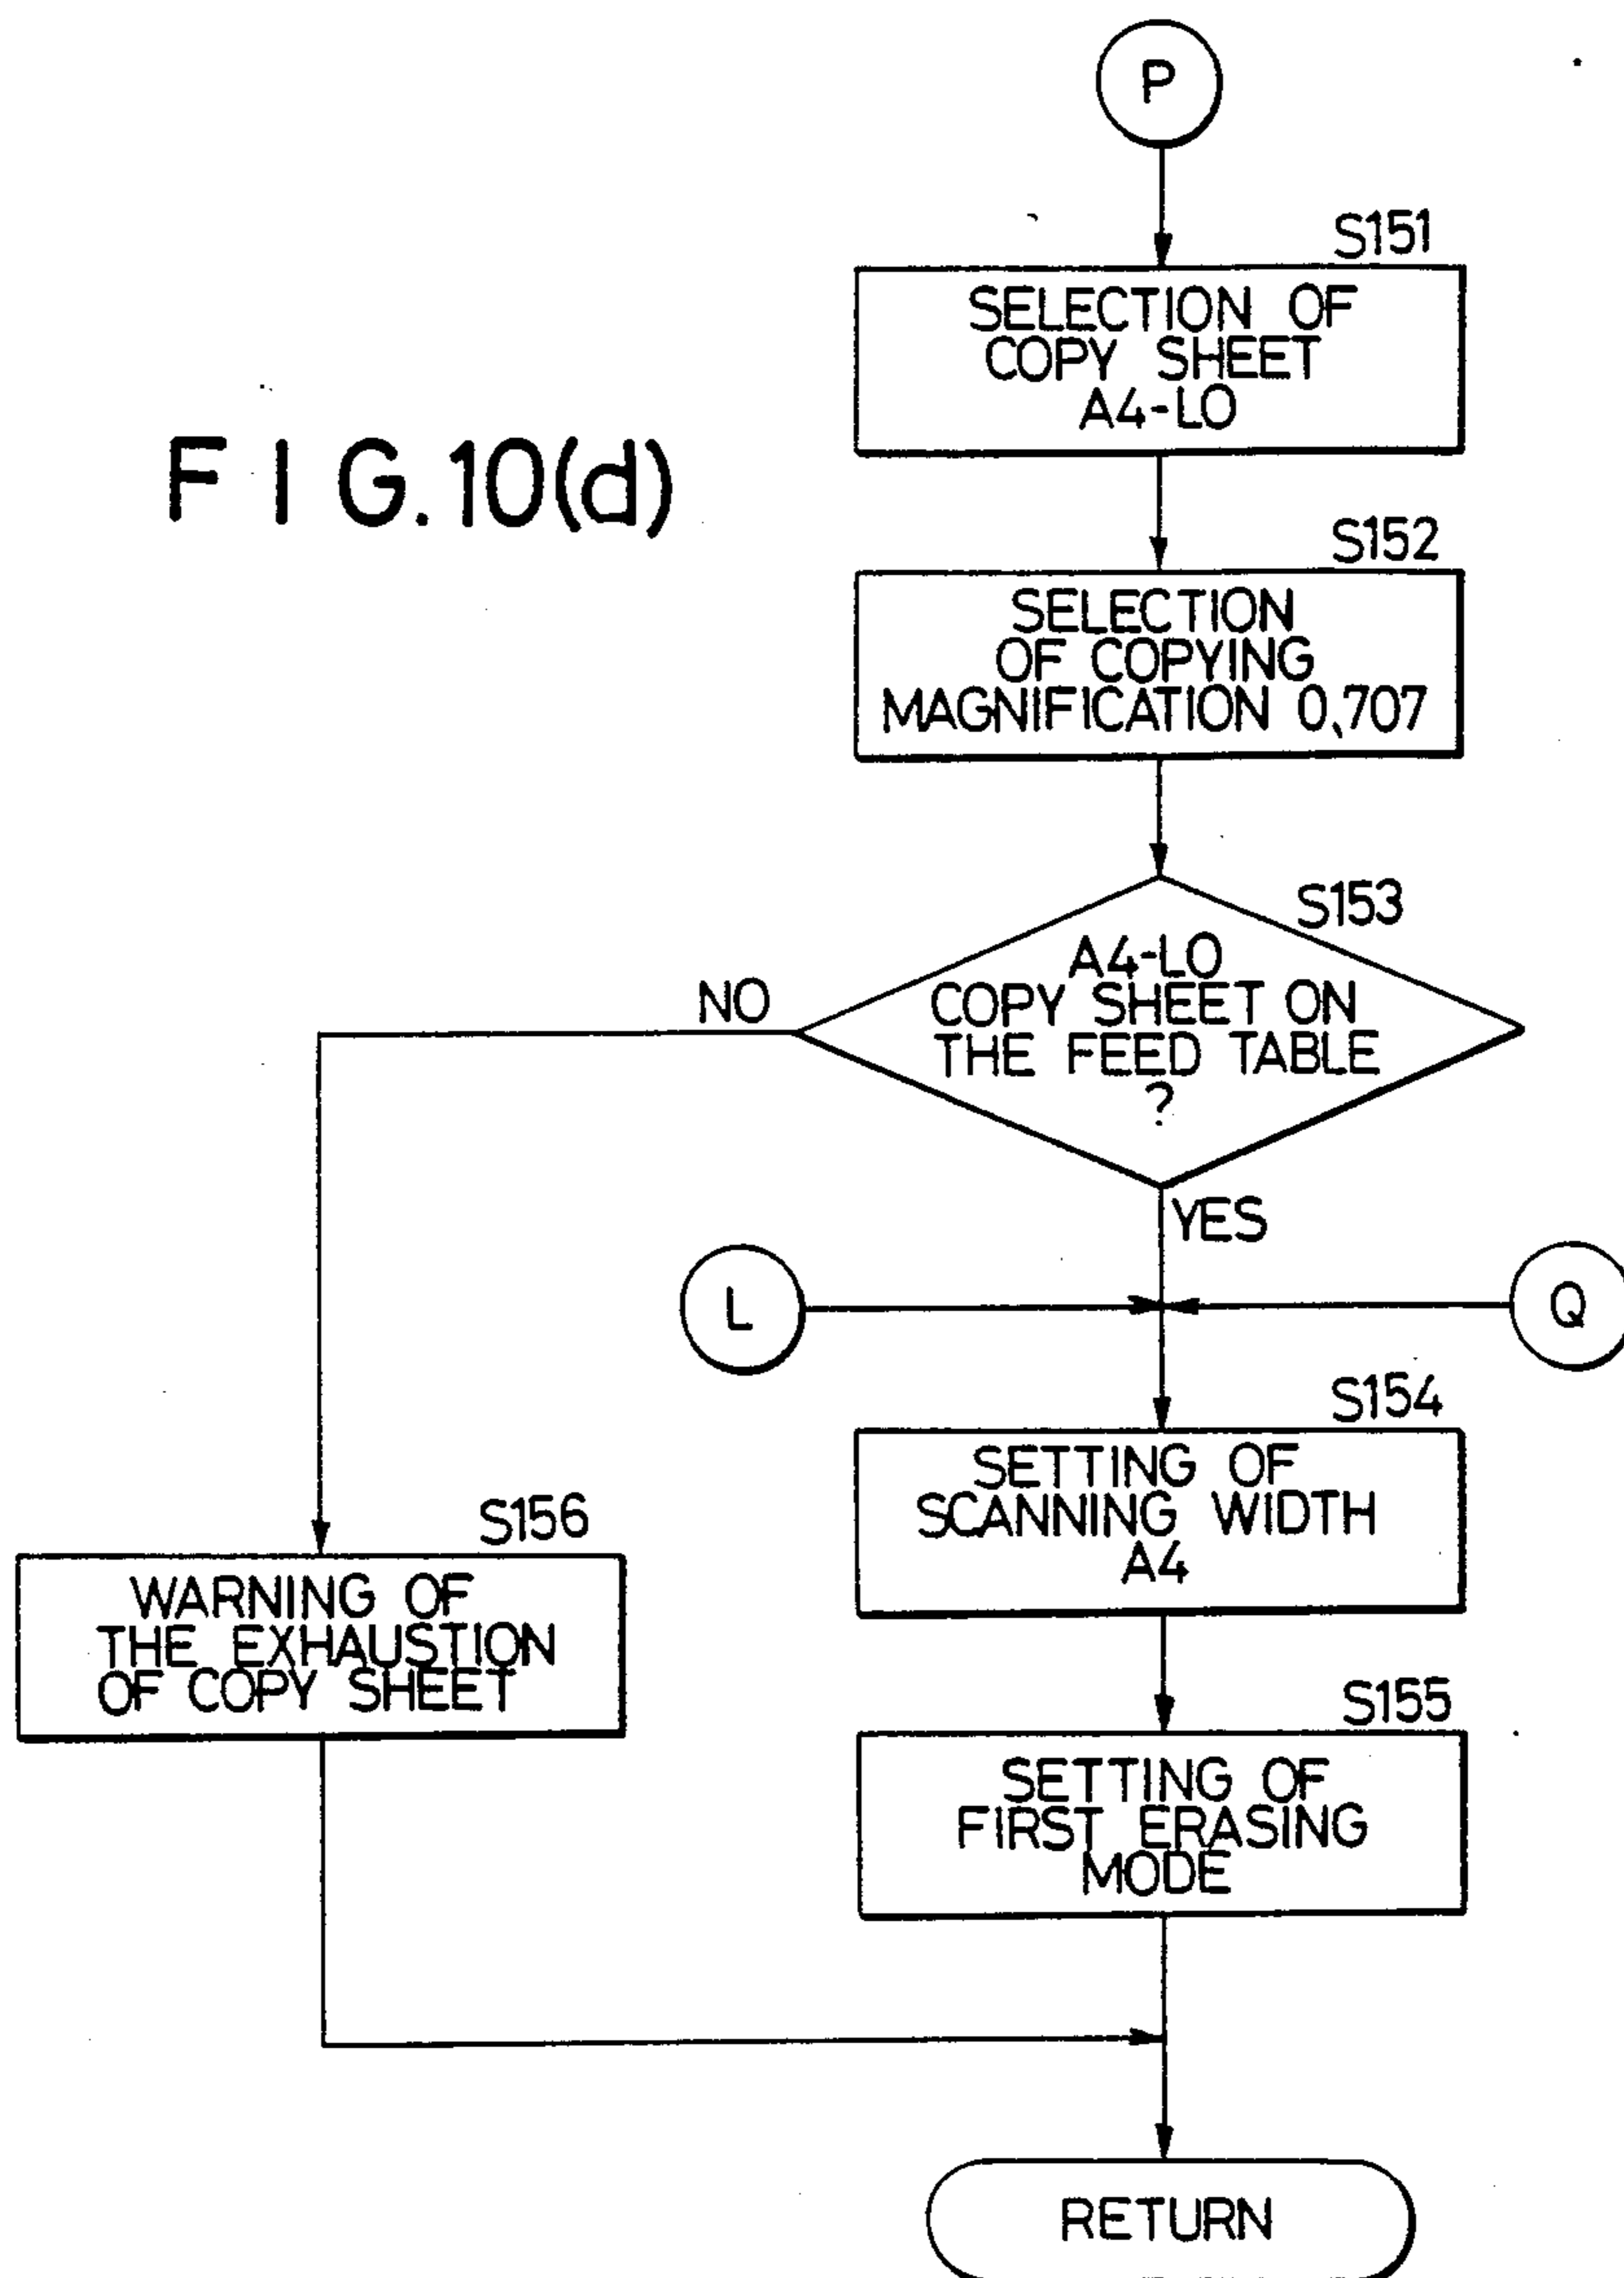 P
S151
SELECTION OF
COPY SHEET
A4-LO
FIG.10(d)
S152
SELECTION
OF COPYING
MAGNIFICATION 0.707
S153
A4-LO
COPY SHEET ON
THE FEED TABLE
?
NO
YES
L
Q
S154
SETTING OF
SCANNING WIDTH
A4
S156
WARNING OF
THE EXHAUSTION
OF COPY SHEET
S155
SETTING OF
FIRST ERASING
MODE
RETURN